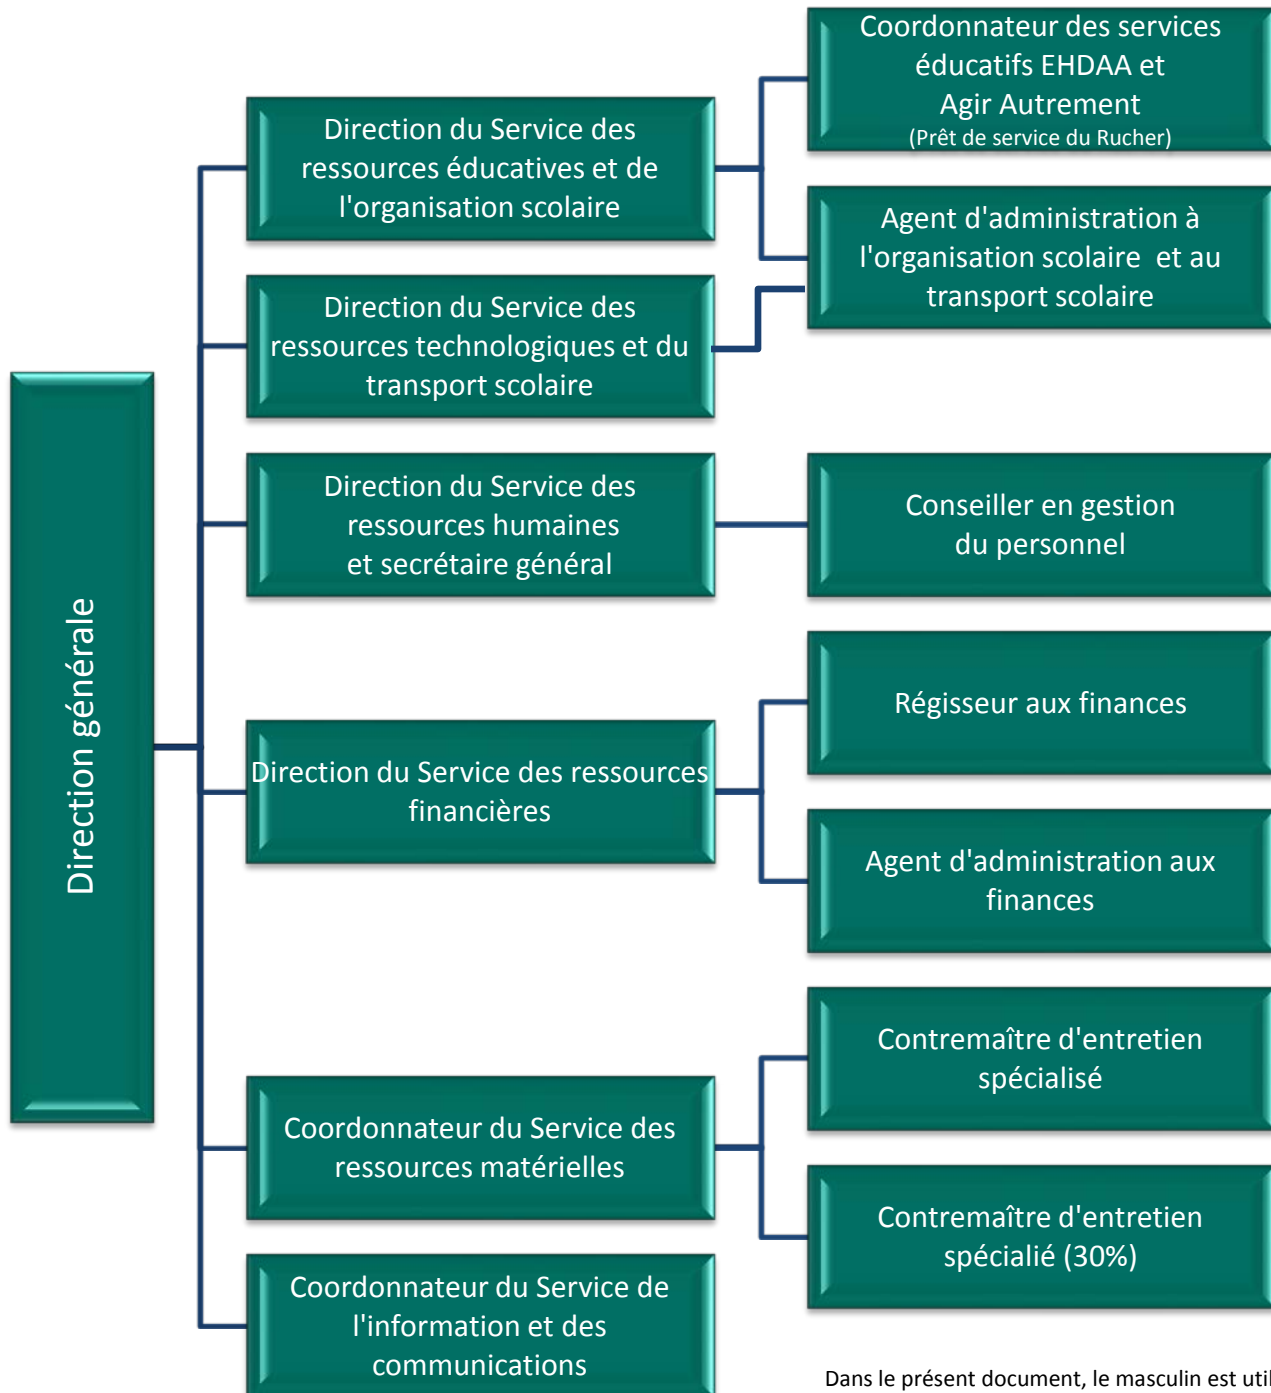 Direction générale
Direction du Service des
ressources éducatives et de
l'organisation scolaire
Coordonnateur des services
éducatifs EHDAA et
Agir Autrement
(Prêt de service du Rucher)
Agent d'administration à
l'organisation scolaire et au
transport scolaire
Direction du Service des
ressources technologiques et du
transport scolaire
Direction du Service des
ressources humaines
et secrétaire général
Conseiller en gestion
du personnel
Direction du Service des ressources
financières
Régisseur aux finances
Agent d'administration aux
finances
Coordonnateur du Service des
ressources matérielles
Contremaître d'entretien
spécialisé
Contremaître d'entretien
spécialié (30%)
Coordonnateur du Service de
l'information et des
communications
Dans le présent document, le masculin est